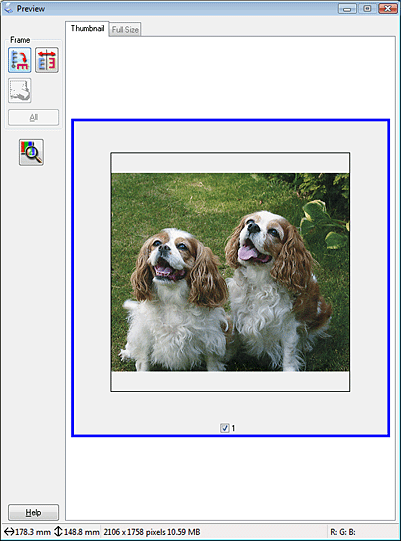 Preview
Thumbnail
Full Size
Frame
All
1
Help
178.3 mm 148.8 mm 2106 x 1758 pixels 10.59 MB R: G: B: